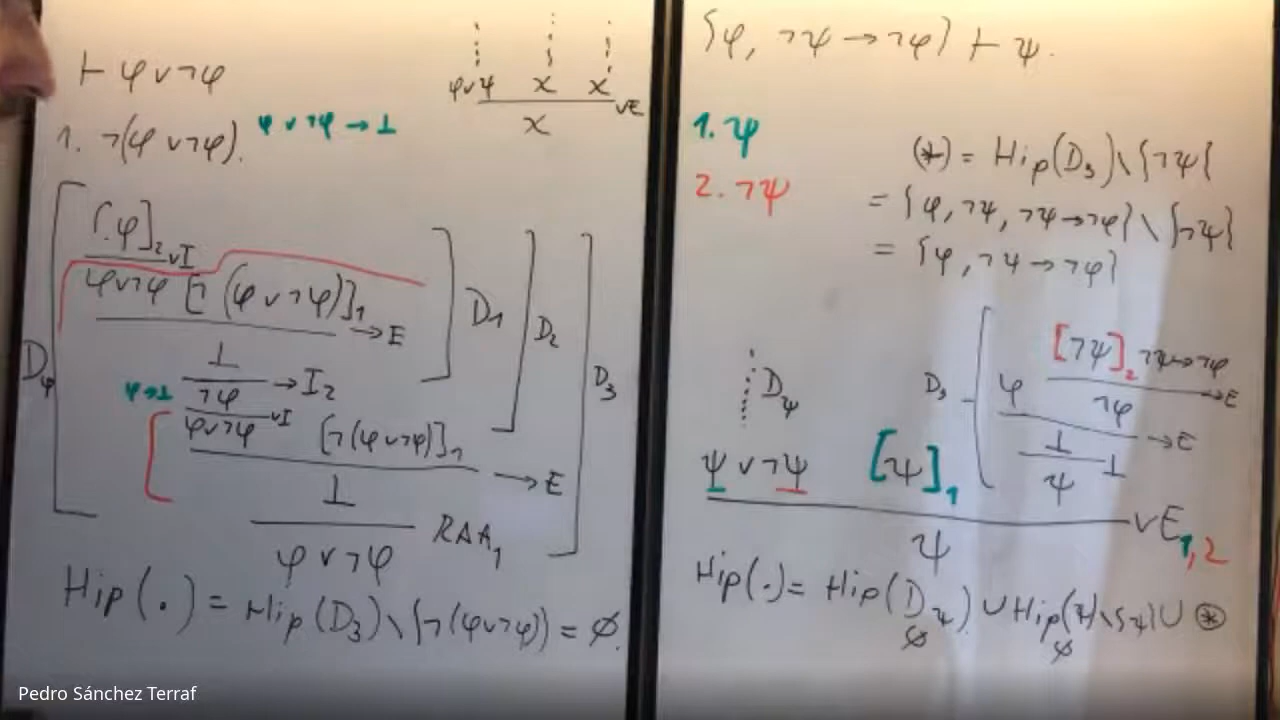 ⊢ φ∨¬φ
1. ¬(φ∨¬φ). φ∨¬φ→⊥
φ∨ψ χ χ
∨E
χ
[φ]₂
∨I
φ∨¬φ [¬(φ∨¬φ)]₁
→E
⊥
→I₂
φ→⊥ ¬φ
∨I
φ∨¬φ [¬(φ∨¬φ)]₁
→E
⊥
RAA₁
φ∨¬φ
D₁
D₂
D₃
Dᵩ
Hip(.) = Hip(D₃)\{¬(φ∨¬φ)} = ∅.
{φ, ¬ψ→¬φ} ⊢ ψ.
1. ψ
2. ¬ψ
(*) = Hip(D₃)\{¬ψ}
= {φ, ¬ψ, ¬ψ→¬φ}\{¬ψ}
= {φ, ¬ψ→¬φ}
D₃
[¬ψ]₂ ¬ψ→¬φ
→E
φ ¬φ
→E
⊥
⊥
ψ
D_ψ
ψ∨¬ψ [ψ]₁
∨E₁,₂
ψ
Hip(.) = Hip(D_ψ) ∪ Hip(ψ)\{ψ} ∪ ⊛
∅ ∅
Pedro Sánchez Terraf